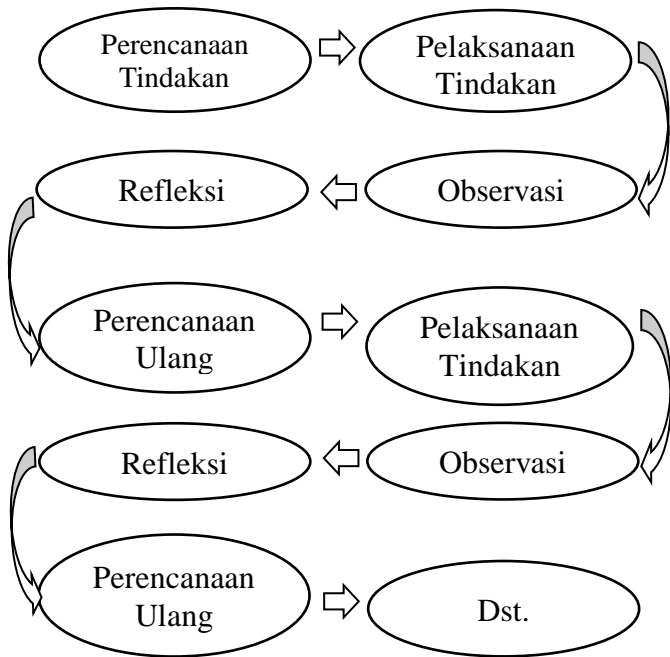 Perencanaan
Tindakan
Pelaksanaan
Tindakan
Refleksi
Observasi
Perencanaan
Ulang
Pelaksanaan
Tindakan
Refleksi
Observasi
Perencanaan
Ulang
Dst.